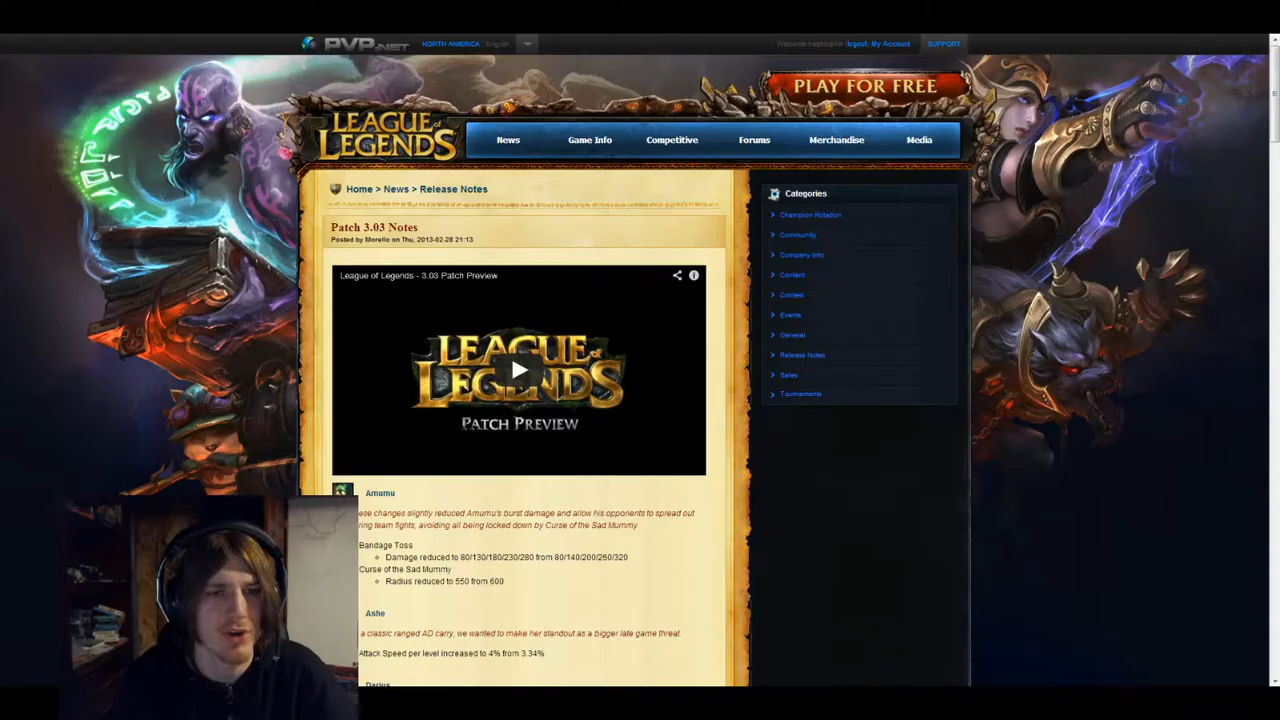 PVP.NET NORTH AMERICA English logout My Account SUPPORT
PLAY FOR FREE
LEAGUE of LEGENDS
News Game Info Competitive Forums Merchandise Media
Home > News > Release Notes
Patch 3.03 Notes
Posted by Morello on Thu, 2013-02-28 21:13
League of Legends - 3.03 Patch Preview
LEAGUE of LEGENDS
PATCH PREVIEW
Amumu
ese changes slightly reduced Amumu's burst damage and allow his opponents to spread out
ring team fights, avoiding all being locked down by Curse of the Sad Mummy.
Bandage Toss
Damage reduced to 80/130/180/230/280 from 80/140/200/260/320
Curse of the Sad Mummy
Radius reduced to 550 from 600
Ashe
a classic ranged AD carry, we wanted to make her standout as a bigger late game threat.
Attack Speed per level increased to 4% from 3.34%
Darius
Categories
Champion Rotation
Community
Company Info
Content
Contest
Events
General
Release Notes
Sales
Tournaments